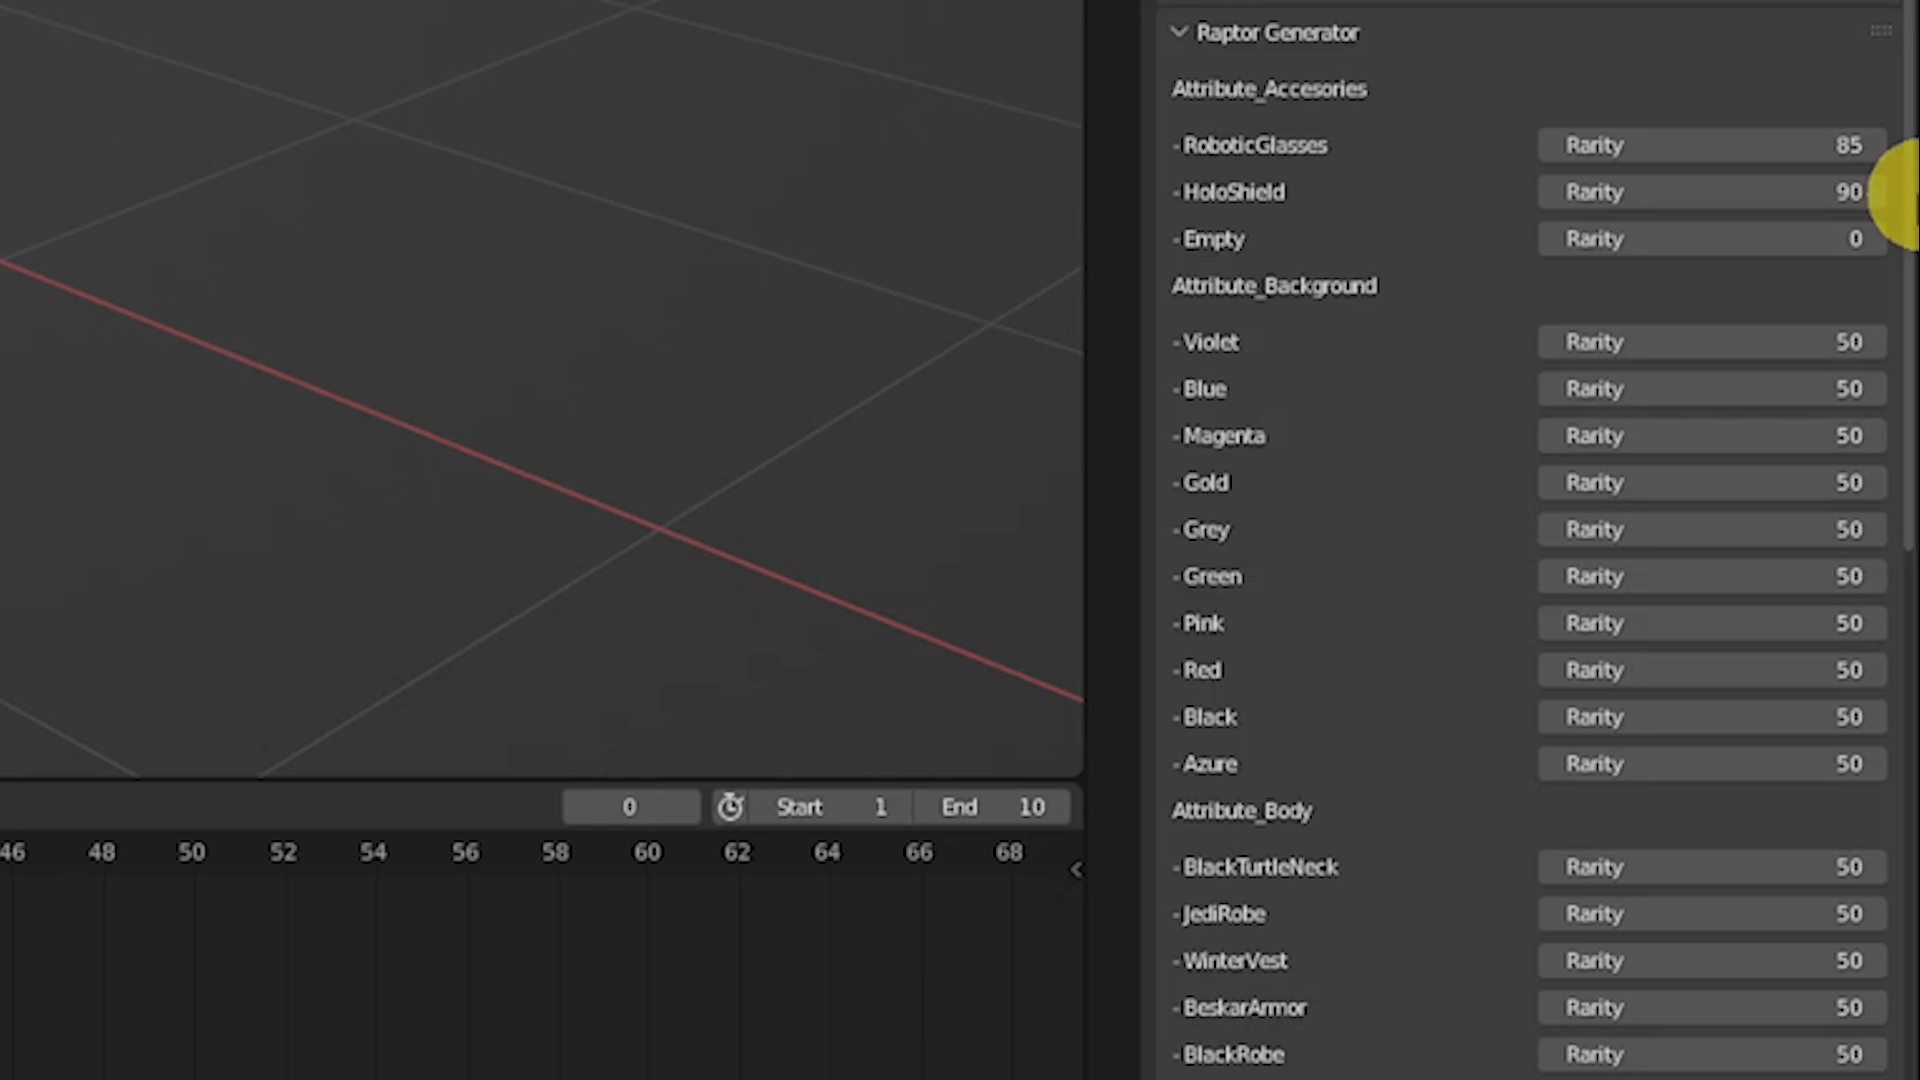 Raptor Generator
Attribute_Accesories
-RoboticGlasses Rarity 85
-HoloShield Rarity 90
-Empty Rarity 0
Attribute_Background
-Violet Rarity 50
-Blue Rarity 50
-Magenta Rarity 50
-Gold Rarity 50
-Grey Rarity 50
-Green Rarity 50
-Pink Rarity 50
-Red Rarity 50
-Black Rarity 50
-Azure Rarity 50
Attribute_Body
-BlackTurtleNeck Rarity 50
-JediRobe Rarity 50
-WinterVest Rarity 50
-BeskarArmor Rarity 50
-BlackRobe Rarity 50
0 Start 1 End 10
46 48 50 52 54 56 58 60 62 64 66 68